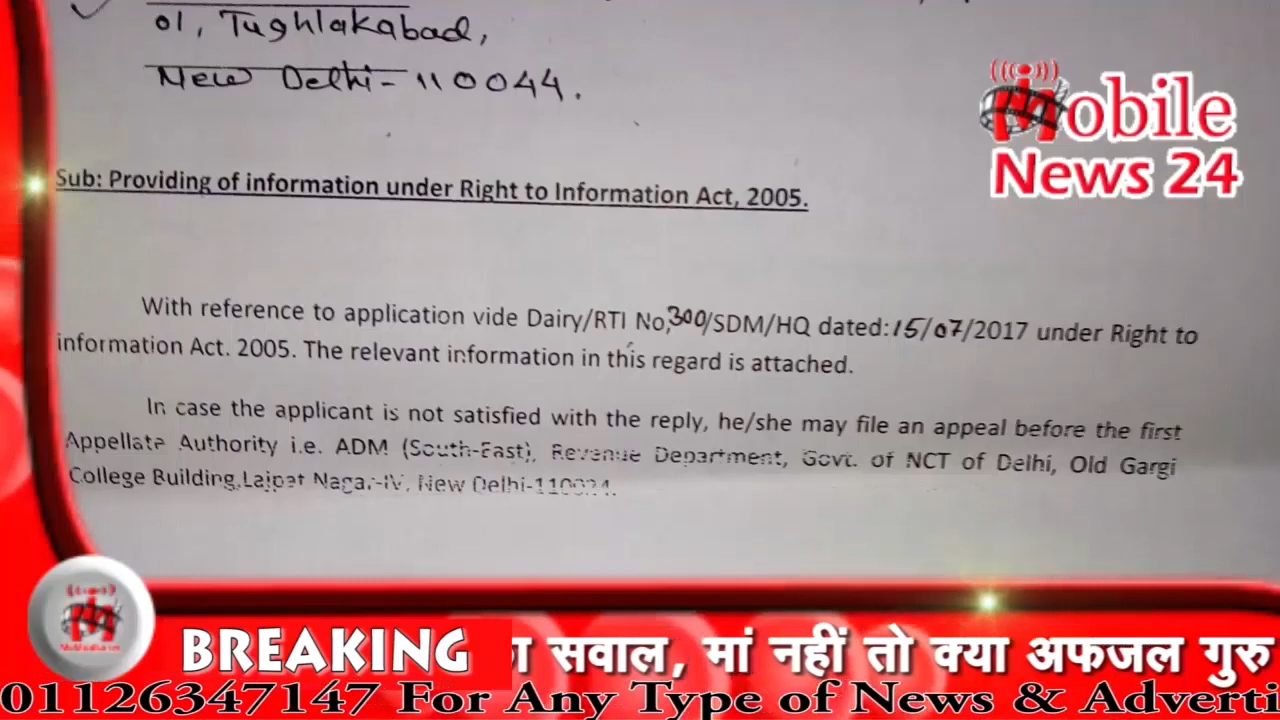 01, Tughlakabad,
New Delhi - 110044.
Mobile
News 24
Sub: Providing of information under Right to Information Act, 2005.
With reference to application vide Dairy/RTI No,300/SDM/HQ dated:15/07/2017 under Right to
information Act. 2005. The relevant information in this regard is attached.
In case the applicant is not satisfied with the reply, he/she may file an appeal before the first
Appellate Authority i.e. ADM (South-East), Revenue Department, Govt. of NCT of Delhi, Old Gargi
College Building,Lajpat Nagar-IV, New Delhi-110024.
BREAKING
सवाल, मां नहीं तो क्या अफजल गुरु
01126347147 For Any Type of News & Adverti